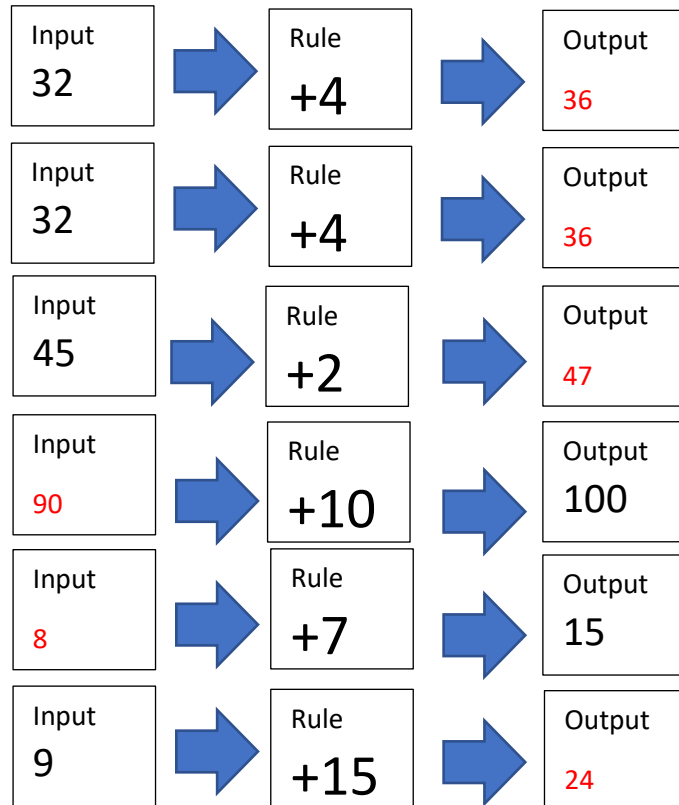 Input Rule Output
32 +4 36
Input Rule Output
32 +4 36
Input Rule Output
45 +2 47
Input Rule Output
90 +10 100
Input Rule Output
8 +7 15
Input Rule Output
9 +15 24